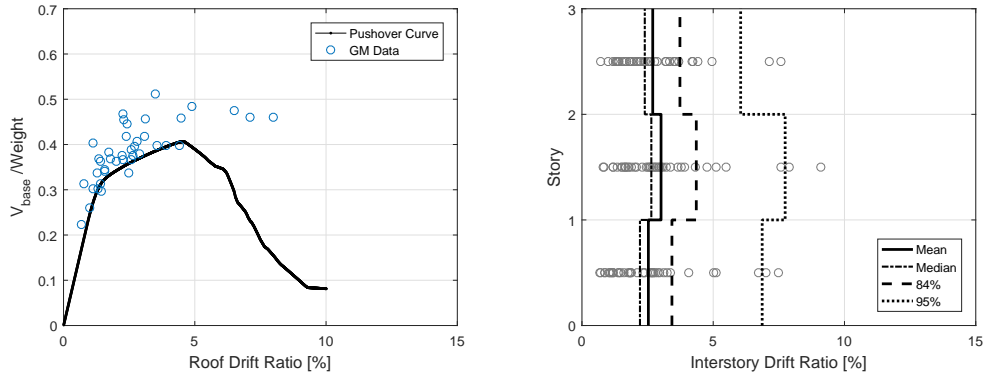 0.7
0.6
0.5
0.4
0.3
0.2
0.1
0
0
5
10
15
V_base /Weight
Roof Drift Ratio [%]
Pushover Curve
GM Data
3
2
1
0
0
5
10
15
Story
Interstory Drift Ratio [%]
Mean
Median
84%
95%